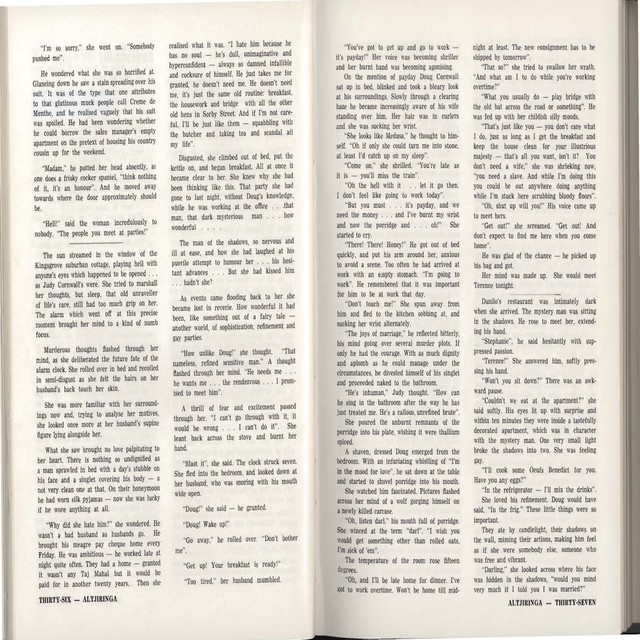 "I'm so sorry," she went on. "Somebody
pushed me".
He wondered what she was so horrified at.
Glancing down he saw a stain spreading over his
suit. It was of the type that one attributes
to that glutinous muck people call Creme de
Menthe, and he realised vaguely that his suit
was spoiled. He had been wondering whether
he could borrow the sales manager's empty
apartment on the pretext of housing his country
cousin up for the weekend.
"Madam," he patted her head absently, as
one does a frisky cocker spaniel, "think nothing
of it, it's an honour". And he moved away
towards where the door approximately should
be.
"Hell!" said the woman incredulously to
nobody. "The people you meet at parties!"
The sun streamed in the window of the
Kingsgrove suburban cottage, playing hell with
anyone's eyes which happened to be opened . . .
as Judy Cornwall's were. She tried to marshal
her thoughts, but sleep, that old unraveller
of life's care, still had too much grip on her.
The alarm which went off at this precise
moment brought her mind to a kind of numb
focus.
Murderous thoughts flashed through her
mind, as she deliberated the future fate of the
alarm clock. She rolled over in bed and recoiled
in semi-disgust as she felt the hairs on her
husband's back touch her skin.
She was more familiar with her surround-
ings now and, trying to analyse her motives,
she looked once more at her husband's supine
figure lying alongside her.
What she saw brought no love palpitating to
her heart. There is nothing so undignified as
a man sprawled in bed with a day's stubble on
his face and a singlet covering his body — a
not very clean one at that. On their honeymoon
he had worn silk pyjamas — now she was lucky
if he wore anything at all.
"Why did she hate him?" she wondered. He
wasn't a bad husband as husbands go. He
brought his meagre pay cheque home every
Friday. He was ambitious — he worked late at
night quite often. They had a home — granted
it wasn't any Taj Mahal but it would be
paid for in another twenty years. Then she
THIRTY-SIX — ALTJIRINGA
realised what it was. "I hate him because he
has no soul — he's dull, unimaginative and
hyperconfident — always so damned infallible
and cocksure of himself. He just takes me for
granted, he doesn't need me. He doesn't need
me, it's just the same old routine: breakfast,
the housework and bridge with all the other
old hens in Sorby Street. And if I'm not care-
ful, I'll be just like them — squabbling with
the butcher and taking tea and scandal all
my life".
Disgusted, she climbed out of bed, put the
kettle on, and began breakfast. All at once it
became clear to her. She knew why she had
been thinking like this. That party she had
gone to last night, without Doug's knowledge,
while he was working at the office . . that
man, that dark mysterious man . . . how
wonderful . . . .
The man of the shadows, so nervous and
ill at ease, and how she had laughed at his
puerile attempt to humour her . . . his hesi-
tant advances . . . But she had kissed him
. . . hadn't she?
As events came flooding back to her she
became lost in reverie. How wonderful it had
been, like something out of a fairy tale —
another world, of sophistication, refinement and
gay parties.
"How unlike Doug!" she thought. "That
nameless, refined sensitive man." A thought
flashed through her mind. "He needs me . . .
he wants me . . . the rendezvous . . . I prom-
ised to meet him".
A thrill of fear and excitement passed
through her. "I can't go through with it, it
would be wrong . . . I can't do it". She
leant back across the stove and burnt her
hand.
"Blast it", she said. The clock struck seven.
She fled into the bedroom, and looked down at
her husband, who was snoring with his mouth
wide open.
"Doug!" she said — he granted.
"Doug! Wake up!"
"Go away," he rolled over. "Don't bother
me".
"Get up! Your breakfast is ready!"
"Too tired," her husband mumbled.
"You've got to get up and go to work —
it's payday!" Her voice was becoming shriller
and her burnt hand was becoming agonising.
On the mention of payday Doug Cornwall
sat up in bed, blinked and took a bleary look
at his surroundings. Slowly through a clearing
haze he became increasingly aware of his wife
standing over him. Her hair was in curlers
and she was sucking her wrist.
"She looks like Medusa," he thought to him-
self. "Oh if only she could turn me into stone,
at least I'd catch up on my sleep".
"Come on," she shrilled. "You're late as
it is — you'll miss the train".
"Oh the hell with it . . let it go then.
I don't feel like going to work today".
"But you must . . . it's payday, and we
need the money . . . and I've burnt my wrist
and now the porridge and . . . oh!" She
started to cry.
"There! There! Honey!" He got out of bed
quickly, and put his arm around her, anxious
to avoid a scene. Too often he had arrived at
work with an empty stomach. "I'm going to
work". He remembered that it was important
for him to be at work that day.
"Don't touch me!" She spun away from
him and fled to the kitchen sobbing at, and
sucking her wrist alternately.
"The joys of marriage," he reflected bitterly,
his mind going over several murder plots. If
only he had the courage. With as much dignity
and aplomb as he could manage under the
circumstances, he divested himself of his singlet
and proceeded naked to the bathroom.
"He's inhuman," Judy thought. "How can
he sing in the bathroom after the way he has
just treated me. He's a callous, unrefined brute".
She poured the unburnt remnants of the
porridge into his plate, wishing it were thallium
spiced.
A shaven, dressed Doug emerged from the
bedroom. With an infuriating whistling of "I'm
in the mood for love", he sat down at the table
and started to shovel porridge into his mouth.
She watched him fascinated. Pictures flashed
across her mind of a wolf gorging himself on
a newly killed carcase.
"Oh, listen darl," his mouth full of porridge.
She winced at the term "darl". "I wish you
would get something other than rolled oats,
I'm sick of 'em".
The temperature of the room rose fifteen
degrees.
"Oh, and I'll be late home for dinner. I've
got to work overtime. Won't be home till mid-
night at least. The new consignment has to be
shipped by tomorrow".
"That so!" she tried to swallow her wrath.
"And what am I to do while you're working
overtime?"
"What you usually do — play bridge with
the old bat across the road or something". He
was fed up with her childish silly moods.
"That's just like you — you don't care what
I do, just as long as I get the breakfast and
keep the house clean for your illustrious
majesty — that's all you want, isn't it! You
don't need a wife", she was shrieking now,
"you need a slave. And while I'm doing this
you could be out anywhere doing anything
while I'm stuck here scrubbing bloody floors".
"Oh, shut up will you!" His voice came up
to meet hers.
"Get out!" she screamed. "Get out! And
don't expect to find me here when you come
home".
He was glad of the chance — he picked up
his bag and got.
Her mind was made up. She would meet
Terence tonight.
Danilo's restaurant was intimately dark
when she arrived. The mystery man was sitting
in the shadows. He rose to meet her, extend-
ing his hand.
"Stephanie", he said hesitantly with sup-
pressed passion.
"Terence!" She answered him, softly pres-
sing his hand.
"Won't you sit down?" There was an awk-
ward pause.
"Couldn't we eat at the apartment?" she
said softly. His eyes lit up with surprise and
within ten minutes they were inside a tastefully
decorated apartment, which was in character
with the mystery man. One very small light
broke the shadows into two. She was feeling
gay.
"I'll cook some Oeufs Benedict for you.
Have you any eggs?"
"In the refrigerator — I'll mix the drinks".
She loved his refinement. Doug would have
said, "In the frig." These little things were so
important.
They ate by candlelight, their shadows on
the wall, miming their actions, making him feel
as if she were somebody else, someone who
was free and vibrant.
"Darling," she looked across where his face
was hidden in the shadows, "would you mind
very much if I told you I was married?"
ALTJIRINGA — THIRTY-SEVEN